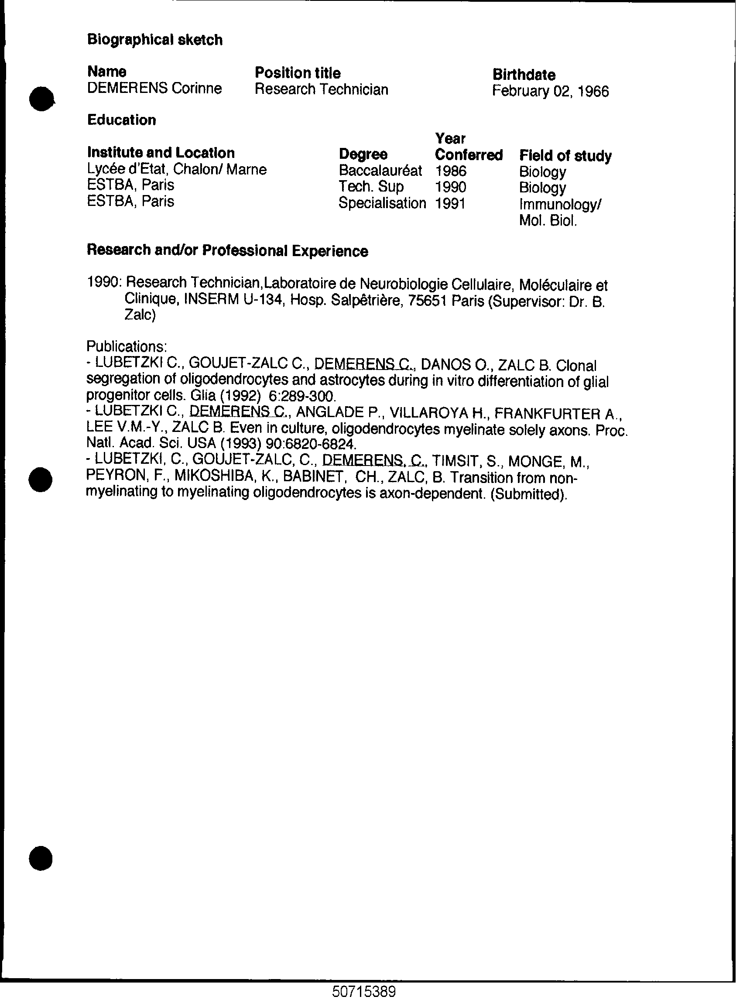 Biographical sketch
Name Position title Birthdate
DEMERENS Corinne Research Technician February 02, 1966
Education
Year
Institute and Location Degree Conferred Field of study
Lycée d'Etat, Chalon/ Marne Baccalauréat 1986 Biology
ESTBA, Paris Tech. Sup 1990 Biology
ESTBA, Paris Specialisation 1991 Immunology/
Mol. Biol.
Research and/or Professional Experience
1990: Research Technician,Laboratoire de Neurobiologie Cellulaire, Moléculaire et
Clinique, INSERM U-134, Hosp. Salpêtrière, 75651 Paris (Supervisor: Dr. B.
Zalc)
Publications:
- LUBETZKI C., GOUJET-ZALC C., DEMERENS C., DANOS O., ZALC B. Clonal
segregation of oligodendrocytes and astrocytes during in vitro differentiation of glial
progenitor cells. Glia (1992) 6:289-300.
- LUBETZKI C., DEMERENS C., ANGLADE P., VILLAROYA H., FRANKFURTER A.,
LEE V.M.-Y., ZALC B. Even in culture, oligodendrocytes myelinate solely axons. Proc.
Natl. Acad. Sci. USA (1993) 90:6820-6824.
- LUBETZKI, C., GOUJET-ZALC, C., DEMERENS, C., TIMSIT, S., MONGE, M.,
PEYRON, F., MIKOSHIBA, K., BABINET, CH., ZALC, B. Transition from non-
myelinating to myelinating oligodendrocytes is axon-dependent. (Submitted).
50715389